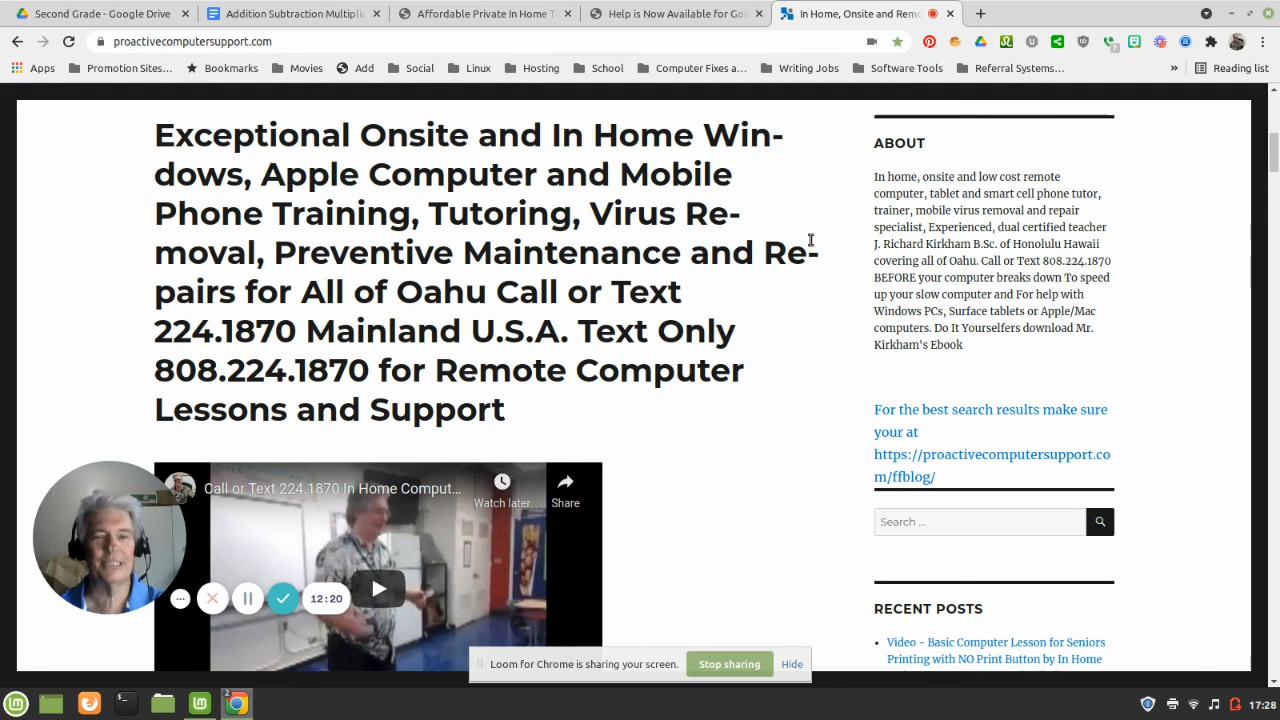 Second Grade - Google Drive
Addition Subtraction Multipli
Affordable Private In Home T
Help is Now Available for Goo
In Home, Onsite and Rem
proactivecomputersupport.com
Apps
Promotion Sites...
Bookmarks
Movies
Add
Social
Linux
Hosting
School
Computer Fixes a...
Writing Jobs
Software Tools
Referral Systems...
»
Reading list
Exceptional Onsite and In Home Win-
dows, Apple Computer and Mobile
Phone Training, Tutoring, Virus Re-
moval, Preventive Maintenance and Re-
pairs for All of Oahu Call or Text
224.1870 Mainland U.S.A. Text Only
808.224.1870 for Remote Computer
Lessons and Support
Call or Text 224.1870 In Home Comput...
Watch later
Share
12:20
ABOUT
In home, onsite and low cost remote
computer, tablet and smart cell phone tutor,
trainer, mobile virus removal and repair
specialist, Experienced, dual certified teacher
J. Richard Kirkham B.Sc. of Honolulu Hawaii
covering all of Oahu. Call or Text 808.224.1870
BEFORE your computer breaks down To speed
up your slow computer and For help with
Windows PCs, Surface tablets or Apple/Mac
computers. Do It Yourselfers download Mr.
Kirkham's Ebook
For the best search results make sure
your at
https://proactivecomputersupport.co
m/ffblog/
Search ...
RECENT POSTS
• Video - Basic Computer Lesson for Seniors
Printing with NO Print Button by In Home
Loom for Chrome is sharing your screen.
Stop sharing
Hide
2
17:28